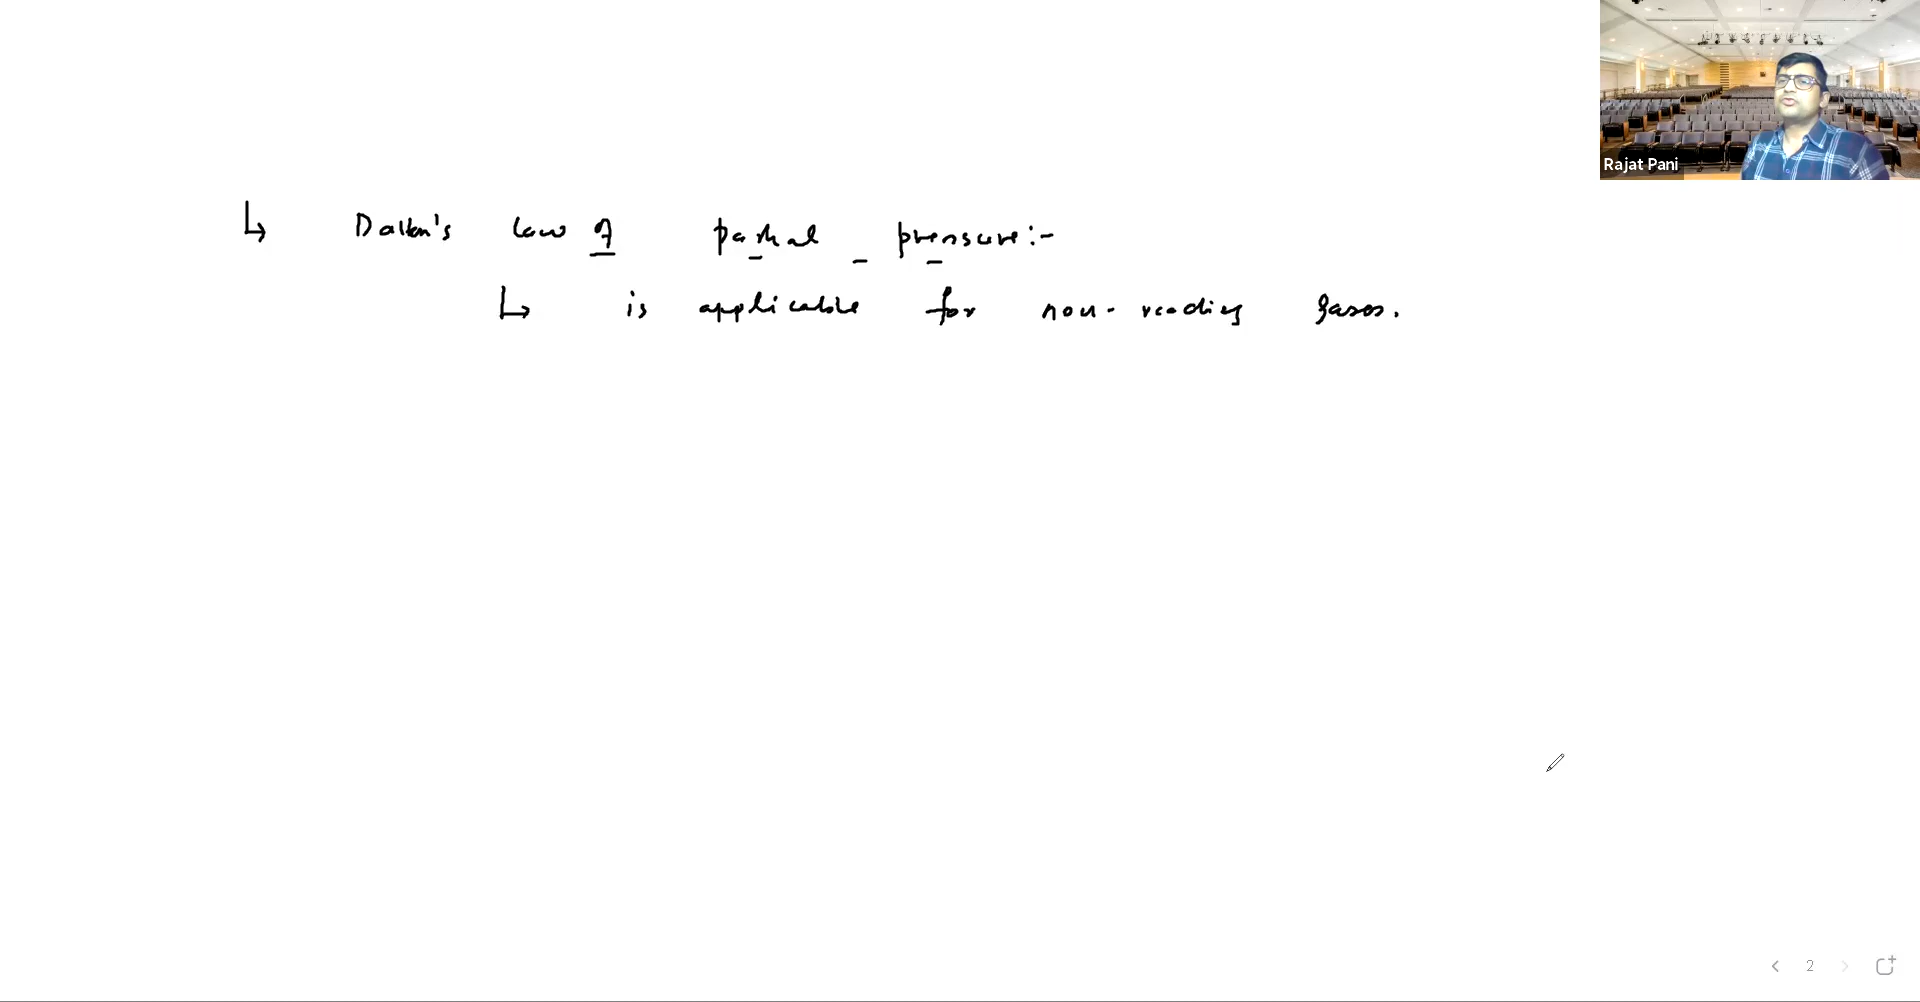 Rajat Pani
↳ Dalton's law of partial pressure:-
↳ is applicable for non-reacting gases.
2